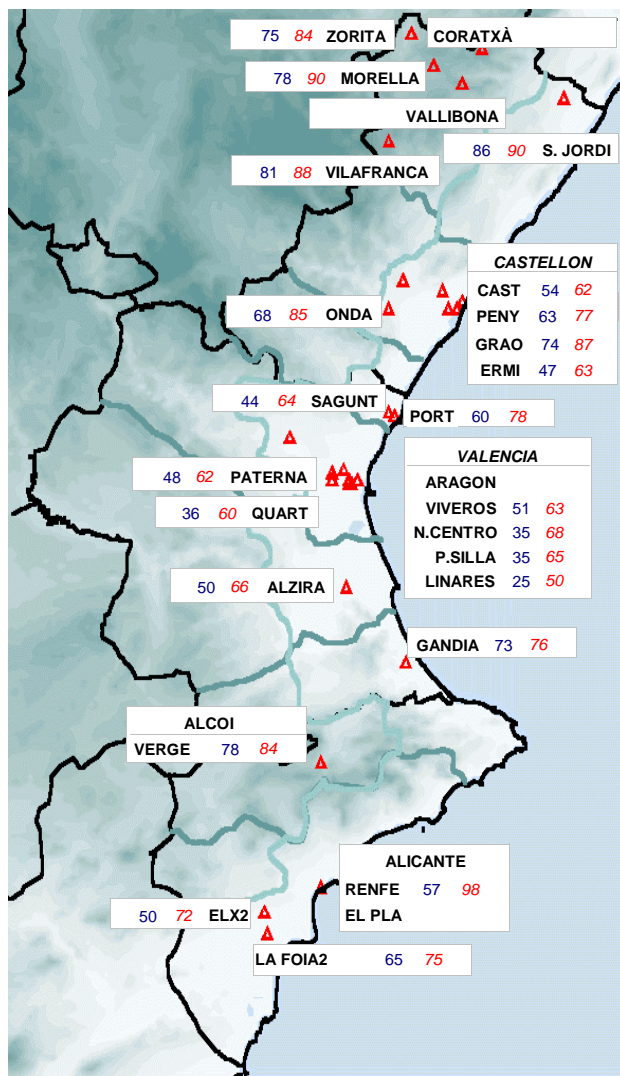 75 84 ZORITA
CORATXÀ
78 90 MORELLA
VALLIBONA
86 90 S. JORDI
81 88 VILAFRANCA
CASTELLON
CAST 54 62
PENY 63 77
GRAO 74 87
ERMI 47 63
68 85 ONDA
44 64 SAGUNT
PORT 60 78
VALENCIA
ARAGON
VIVEROS 51 63
N.CENTRO 35 68
P.SILLA 35 65
LINARES 25 50
48 62 PATERNA
36 60 QUART
50 66 ALZIRA
GANDIA 73 76
ALCOI
VERGE 78 84
ALICANTE
RENFE 57 98
EL PLA
50 72 ELX2
LA FOIA2 65 75